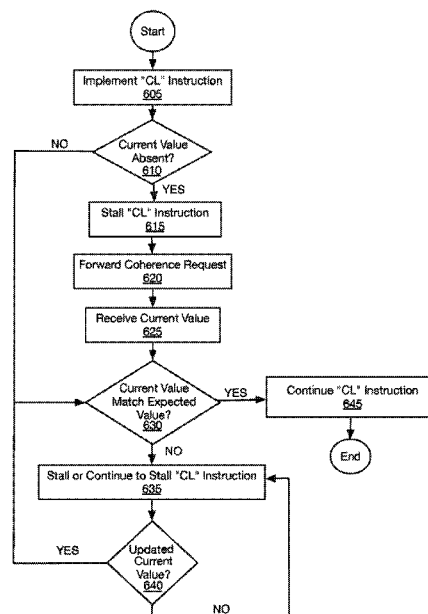 Start
Implement "CL" Instruction
605
NO
Current Value
Absent?
610
YES
Stall "CL" Instruction
615
Forward Coherence Request
620
Receive Current Value
625
Current Value
Match Expected
Value?
630
YES
Continue "CL" Instruction
645
NO
End
Stall or Continue to Stall "CL" Instruction
635
YES
Updated
Current
Value?
640
NO